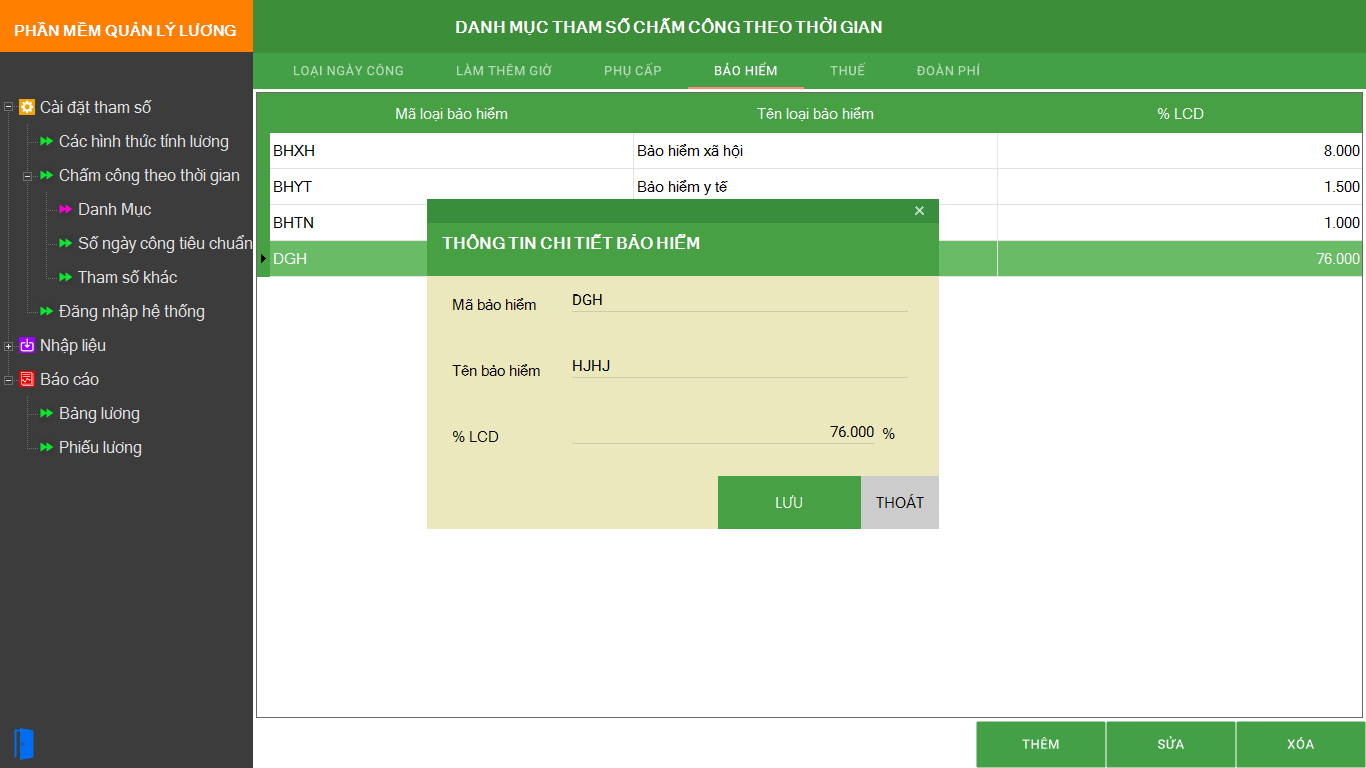 PHẦN MỀM QUẢN LÝ LƯƠNG
DANH MỤC THAM SỐ CHẤM CÔNG THEO THỜI GIAN
LOẠI NGÀY CÔNG
LÀM THÊM GIỜ
PHỤ CẤP
BẢO HIỂM
THUẾ
ĐOÀN PHÍ
Cài đặt tham số
Các hình thức tính lương
Chấm công theo thời gian
Danh Mục
Số ngày công tiêu chuẩn
Tham số khác
Đăng nhập hệ thống
Nhập liệu
Báo cáo
Bảng lương
Phiếu lương
Mã loại bảo hiểm Tên loại bảo hiểm % LCD
BHXH Bảo hiểm xã hội 8.000
BHYT Bảo hiểm y tế 1.500
BHTN 1.000
DGH 76.000
THÔNG TIN CHI TIẾT BẢO HIỂM
Mã bảo hiểm DGH
Tên bảo hiểm HJHJ
% LCD 76.000 %
LƯU THOÁT
THÊM SỬA XÓA